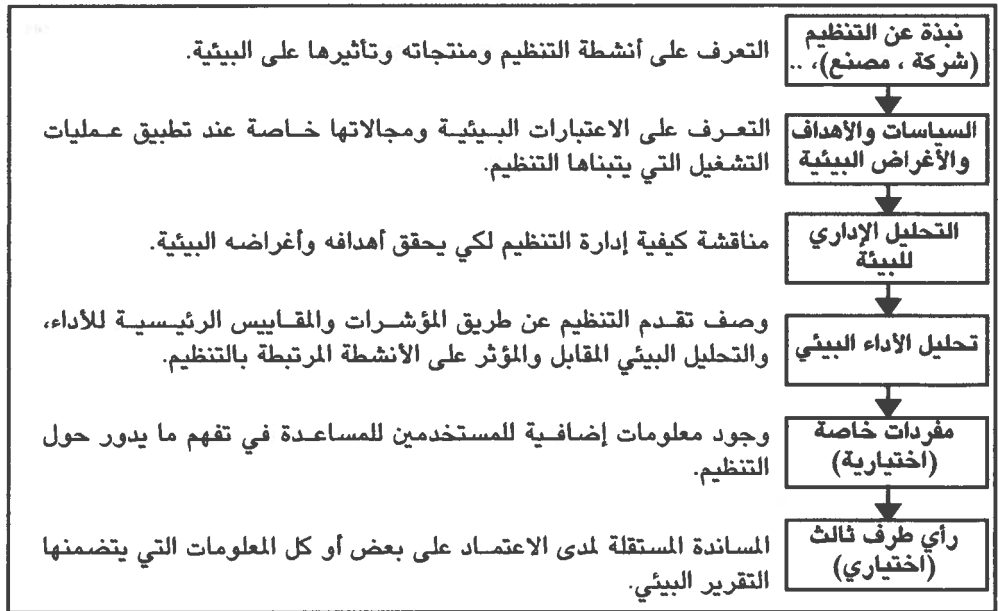 نبذة عن التنظيم
(شركة ، مصنع)، ..
التعرف على أنشطة التنظيم ومنتجاته وتأثيرها على البيئية.
السياسات والأهداف
والأغراض البيئية
التعرف على الاعتبارات البيئية ومجالاتها خاصة عند تطبيق عمليات
التشغيل التي يتبناها التنظيم.
التحليل الإداري
للبيئة
مناقشة كيفية إدارة التنظيم لكي يحقق أهدافه وأغراضه البيئية.
تحليل الأداء البيئي
وصف تقدم التنظيم عن طريق المؤشرات والمقاييس الرئيسية للأداء،
والتحليل البيئي المقابل والمؤثر على الأنشطة المرتبطة بالتنظيم.
مفردات خاصة
(اختيارية)
وجود معلومات إضافية للمستخدمين للمساعدة في تفهم ما يدور حول
التنظيم.
رأي طرف ثالث
(اختياري)
المساندة المستقلة لمدى الاعتماد على بعض أو كل المعلومات التي يتضمنها
التقرير البيئي.